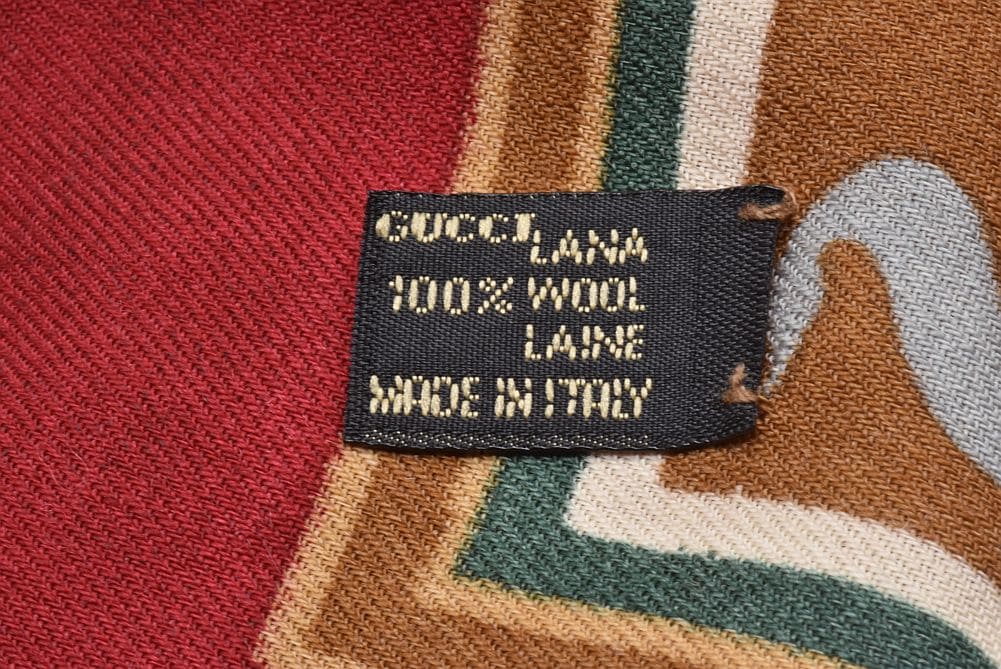 GUCCI
LANA
100% WOOL
LAINE
MADE IN ITALY